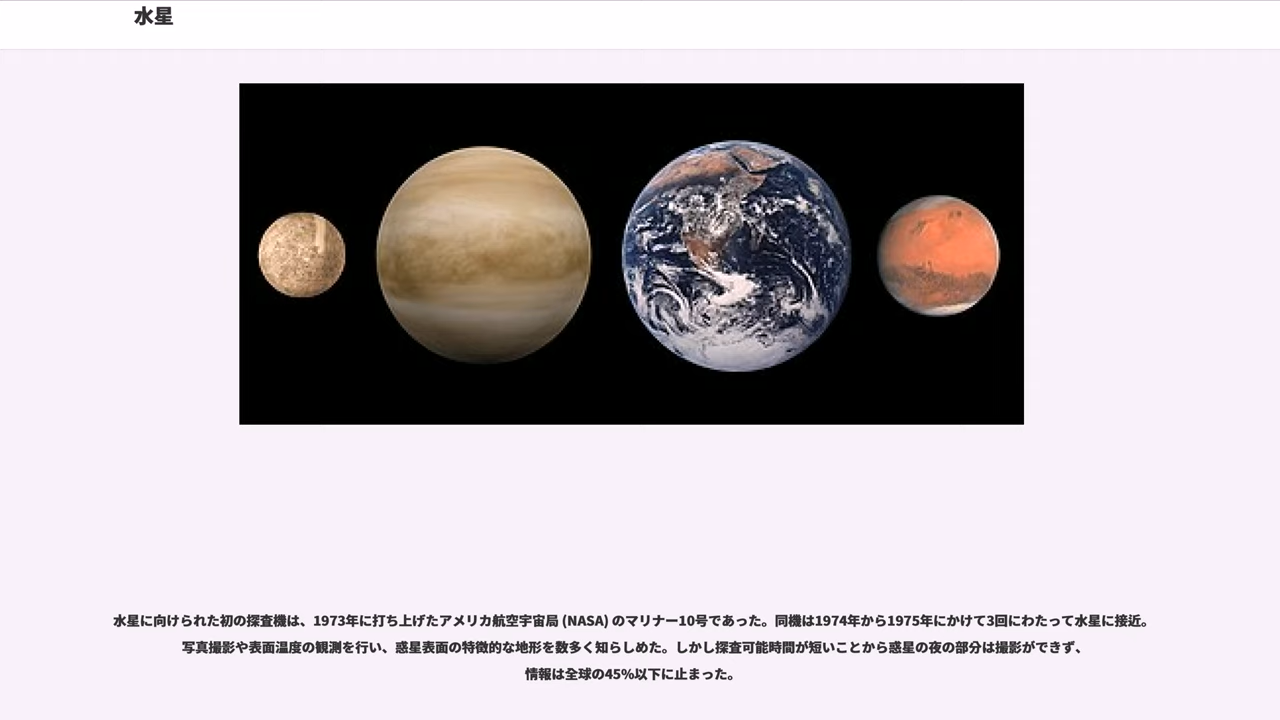 水星
水星に向けられた初の探査機は、1973年に打ち上げたアメリカ航空宇宙局 (NASA) のマリナー10号であった。同機は1974年から1975年にかけて3回にわたって水星に接近。
写真撮影や表面温度の観測を行い、惑星表面の特徴的な地形を数多く知らしめた。しかし探査可能時間が短いことから惑星の夜の部分は撮影ができず、
情報は全球の45%以下に止まった。